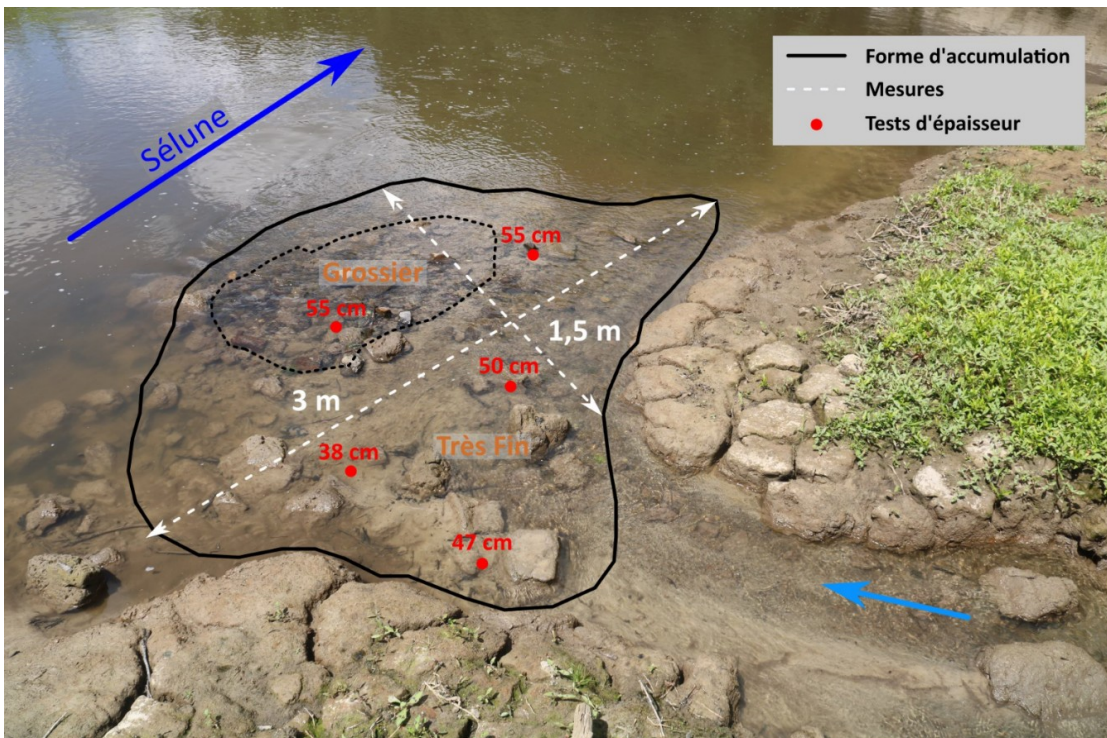 Forme d'accumulation
Mesures
Tests d'épaisseur
Sélune
55 cm
Grossier
55 cm
1,5 m
50 cm
3 m
38 cm
Très Fin
47 cm